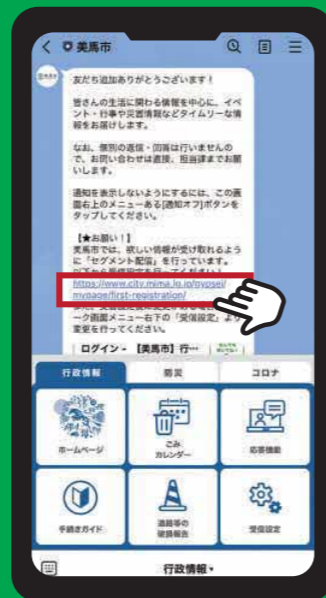 美馬市
友だち追加ありがとうございます！
皆さんの生活に関わる情報を中心に、イベ
ント・行事や災害情報などタイムリーな情
報をお届けします。
なお、個別の返信・回答は行いませんの
で、お問い合わせは直接、担当課までお願
いします。
通知を表示しないようにするには、この画
面右上のメニューある[通知オフ]ボタンを
タップしてください。
【★お願い！】
美馬市では、欲しい情報が受け取れるよう
に「セグメント配信」を行っています。
https://www.city.mima.lg.jp/gyosei/
mypage/first-registration/
ーク画面メニュー右下の「受信設定」より
変更を行ってください。
ログイン - 【美馬市】行…
行政情報
防災
コロナ
ホームページ
ごみ
カレンダー
応答機能
手続きガイド
道路等の
破損報告
受信設定
行政情報▾